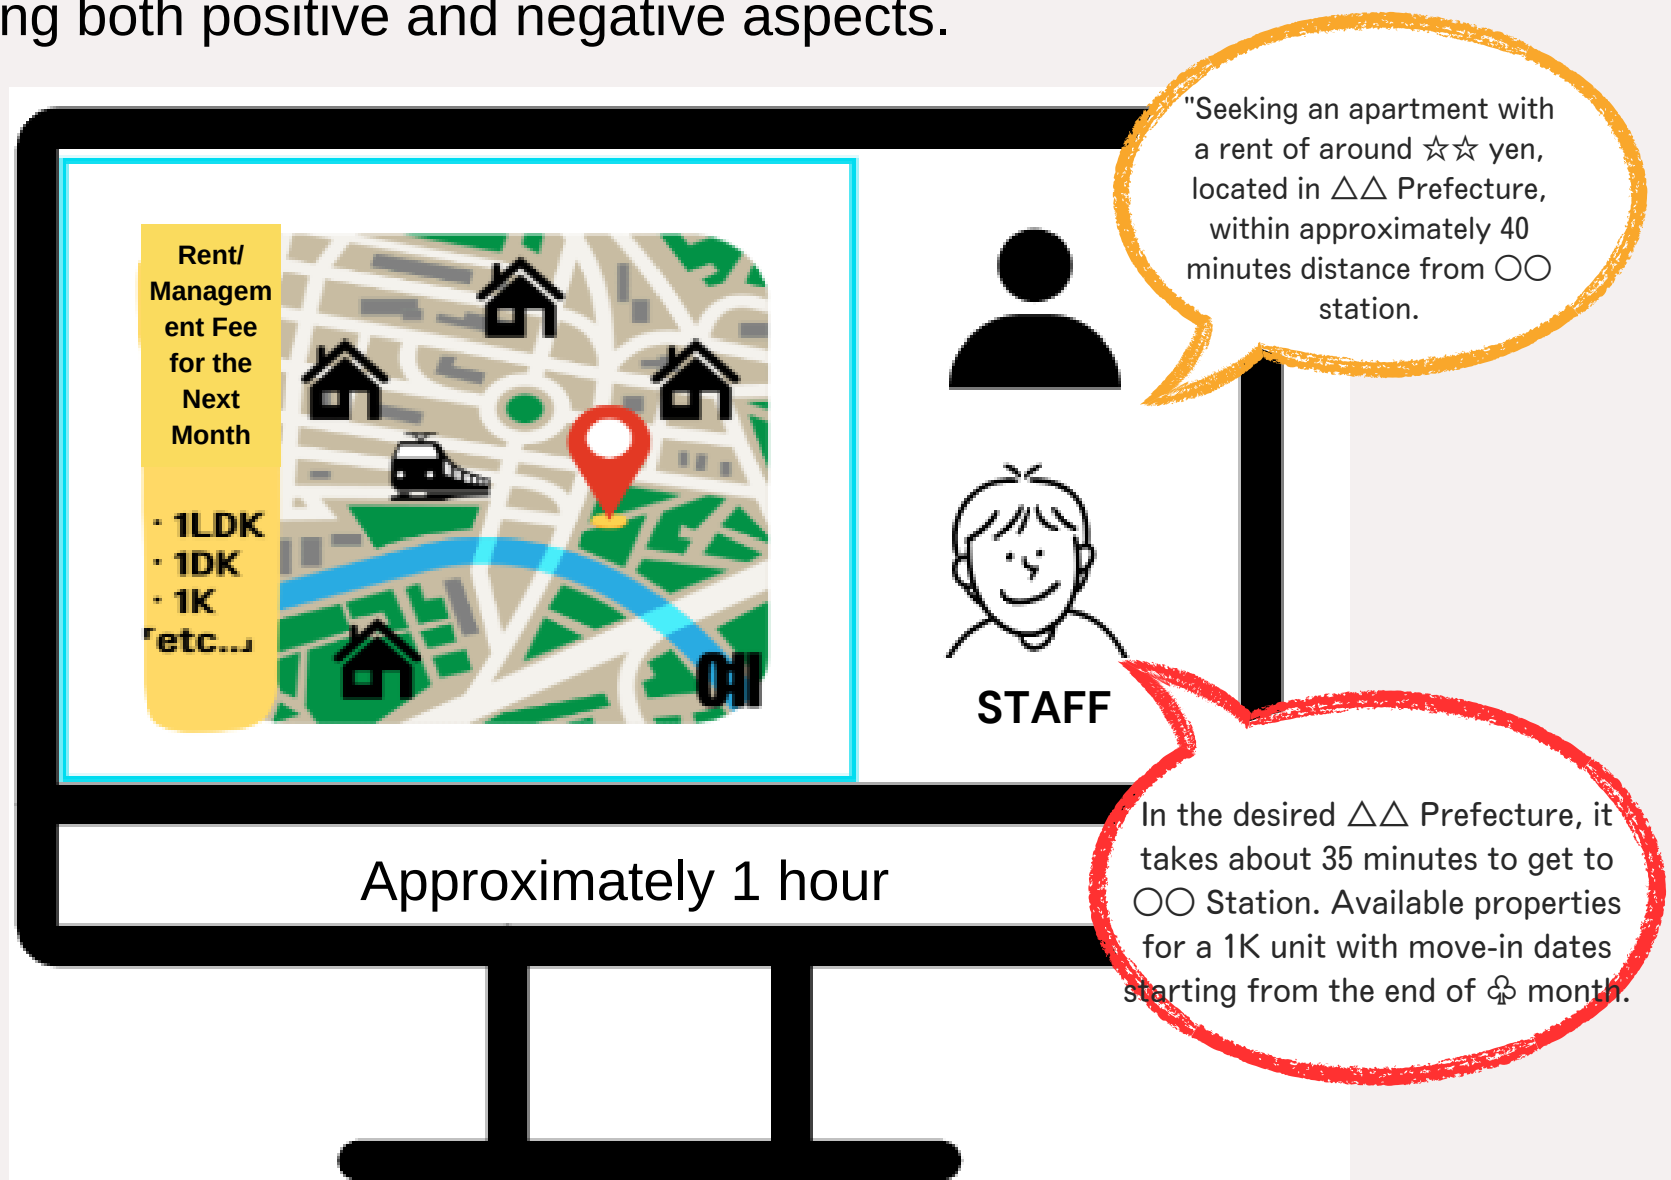 ng both positive and negative aspects.
"Seeking an apartment with
a rent of around ☆☆ yen,
located in △△ Prefecture,
within approximately 40
minutes distance from ○○
station.
Rent/
Managem
ent Fee
for the
Next
Month
· 1LDK
· 1DK
· 1K
「etc...」
STAFF
In the desired △△ Prefecture, it
takes about 35 minutes to get to
○○ Station. Available properties
for a 1K unit with move-in dates
starting from the end of ♧ month.
Approximately 1 hour